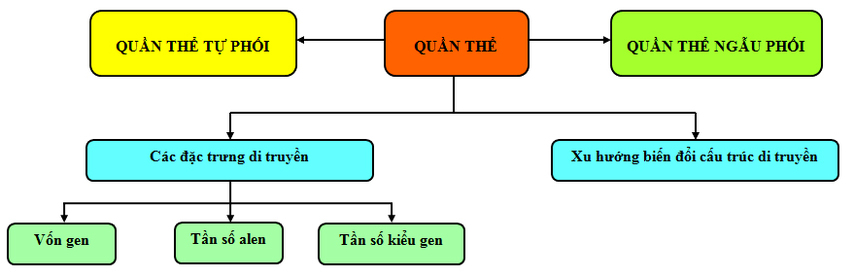 QUẦN THỂ TỰ PHỐI
QUẦN THỂ
QUẦN THỂ NGẪU PHỐI
Các đặc trưng di truyền
Xu hướng biến đổi cấu trúc di truyền
Vốn gen
Tần số alen
Tần số kiểu gen